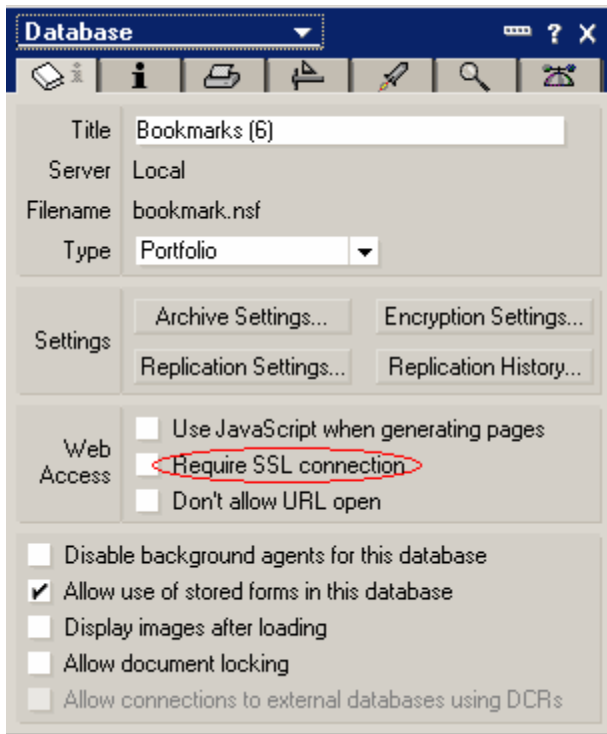 Database ? X
i i
Title Bookmarks (6)
Server Local
Filename bookmark.nsf
Type Portfolio
Settings Archive Settings... Encryption Settings...
Replication Settings... Replication History...
Web Access Use JavaScript when generating pages
Require SSL connection
Don't allow URL open
Disable background agents for this database
Allow use of stored forms in this database
Display images after loading
Allow document locking
Allow connections to external databases using DCRs